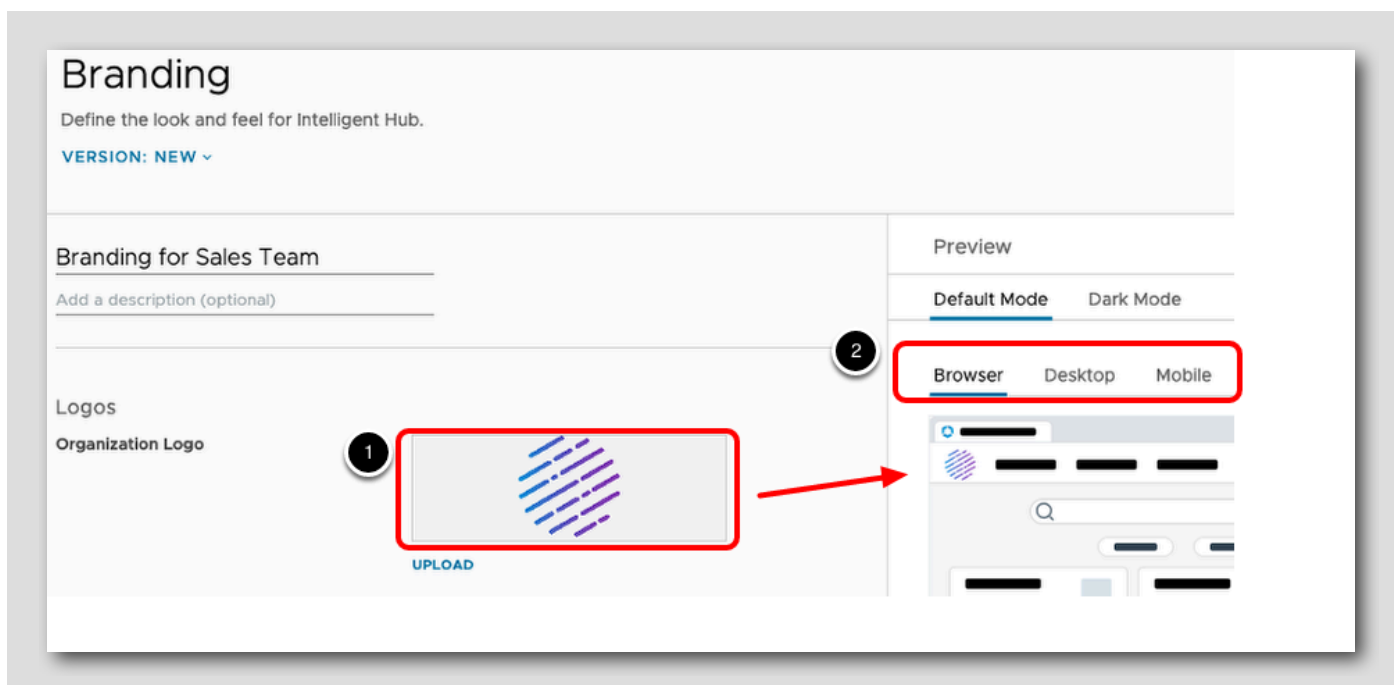 Branding
Define the look and feel for Intelligent Hub.
VERSION: NEW
Branding for Sales Team
Add a description (optional)
Logos
Organization Logo
1
UPLOAD
Preview
Default Mode Dark Mode
2
Browser Desktop Mobile